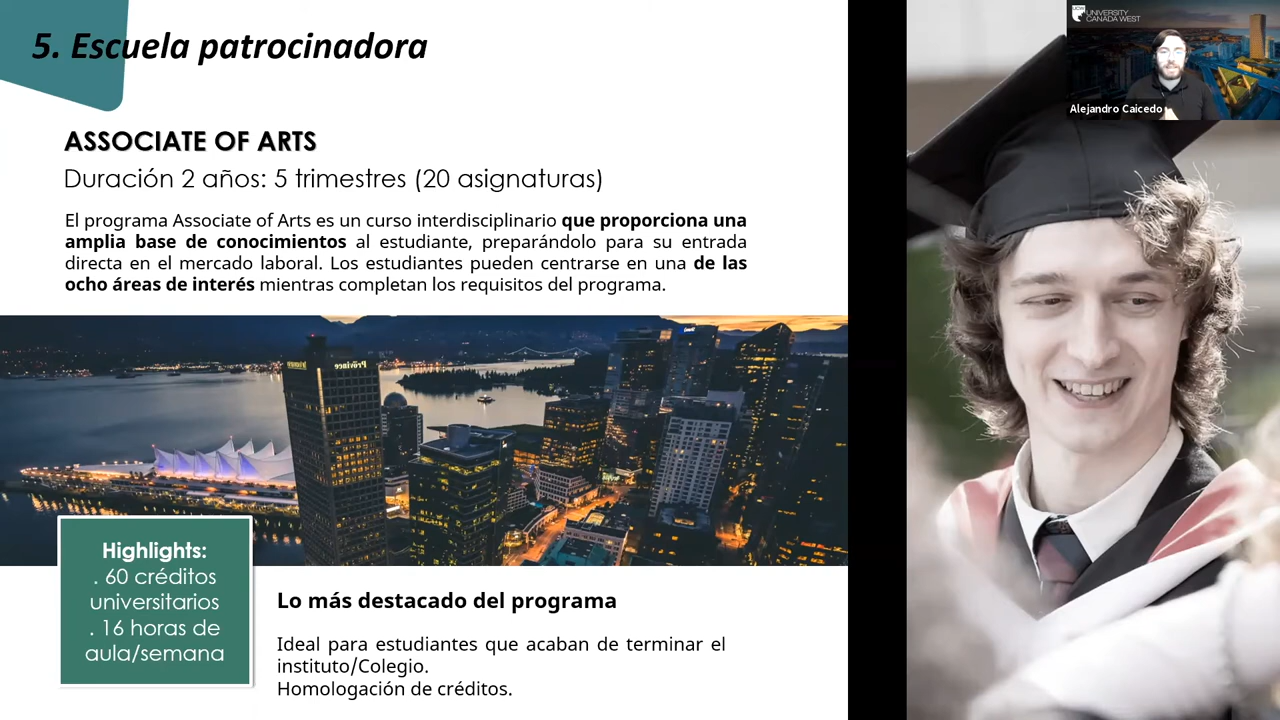 5. Escuela patrocinadora
UNIVERSITY
CANADA WEST
Alejandro Caicedo
ASSOCIATE OF ARTS
Duración 2 años: 5 trimestres (20 asignaturas)
El programa Associate of Arts es un curso interdisciplinario que proporciona una
amplia base de conocimientos al estudiante, preparándolo para su entrada
directa en el mercado laboral. Los estudiantes pueden centrarse en una de las
ocho áreas de interés mientras completan los requisitos del programa.
Province
Highlights:
. 60 créditos
universitarios
. 16 horas de
aula/semana
Lo más destacado del programa
Ideal para estudiantes que acaban de terminar el
instituto/Colegio.
Homologación de créditos.